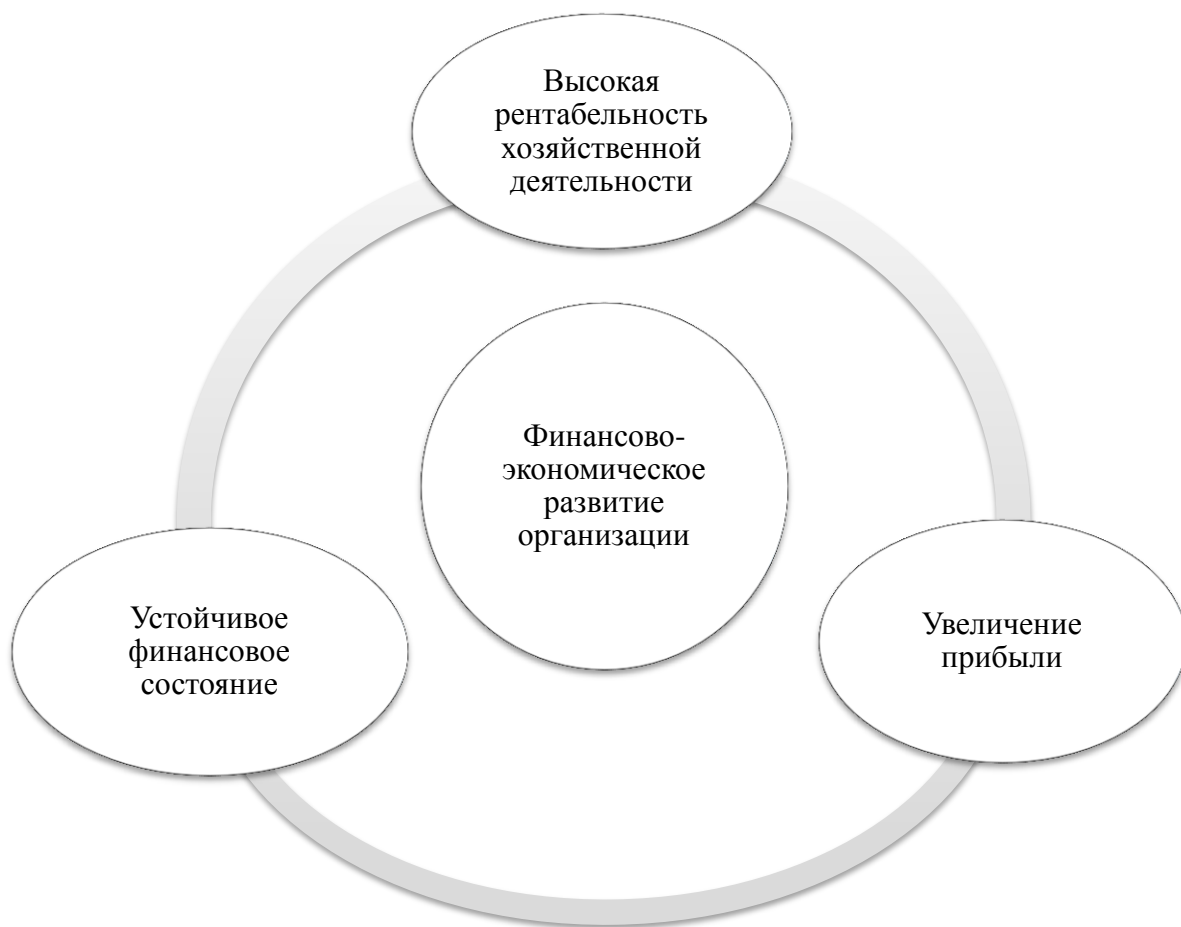 Высокая
рентабельность
хозяйственной
деятельности
Финансово-
экономическое
развитие
организации
Устойчивое
финансовое
состояние
Увеличение
прибыли